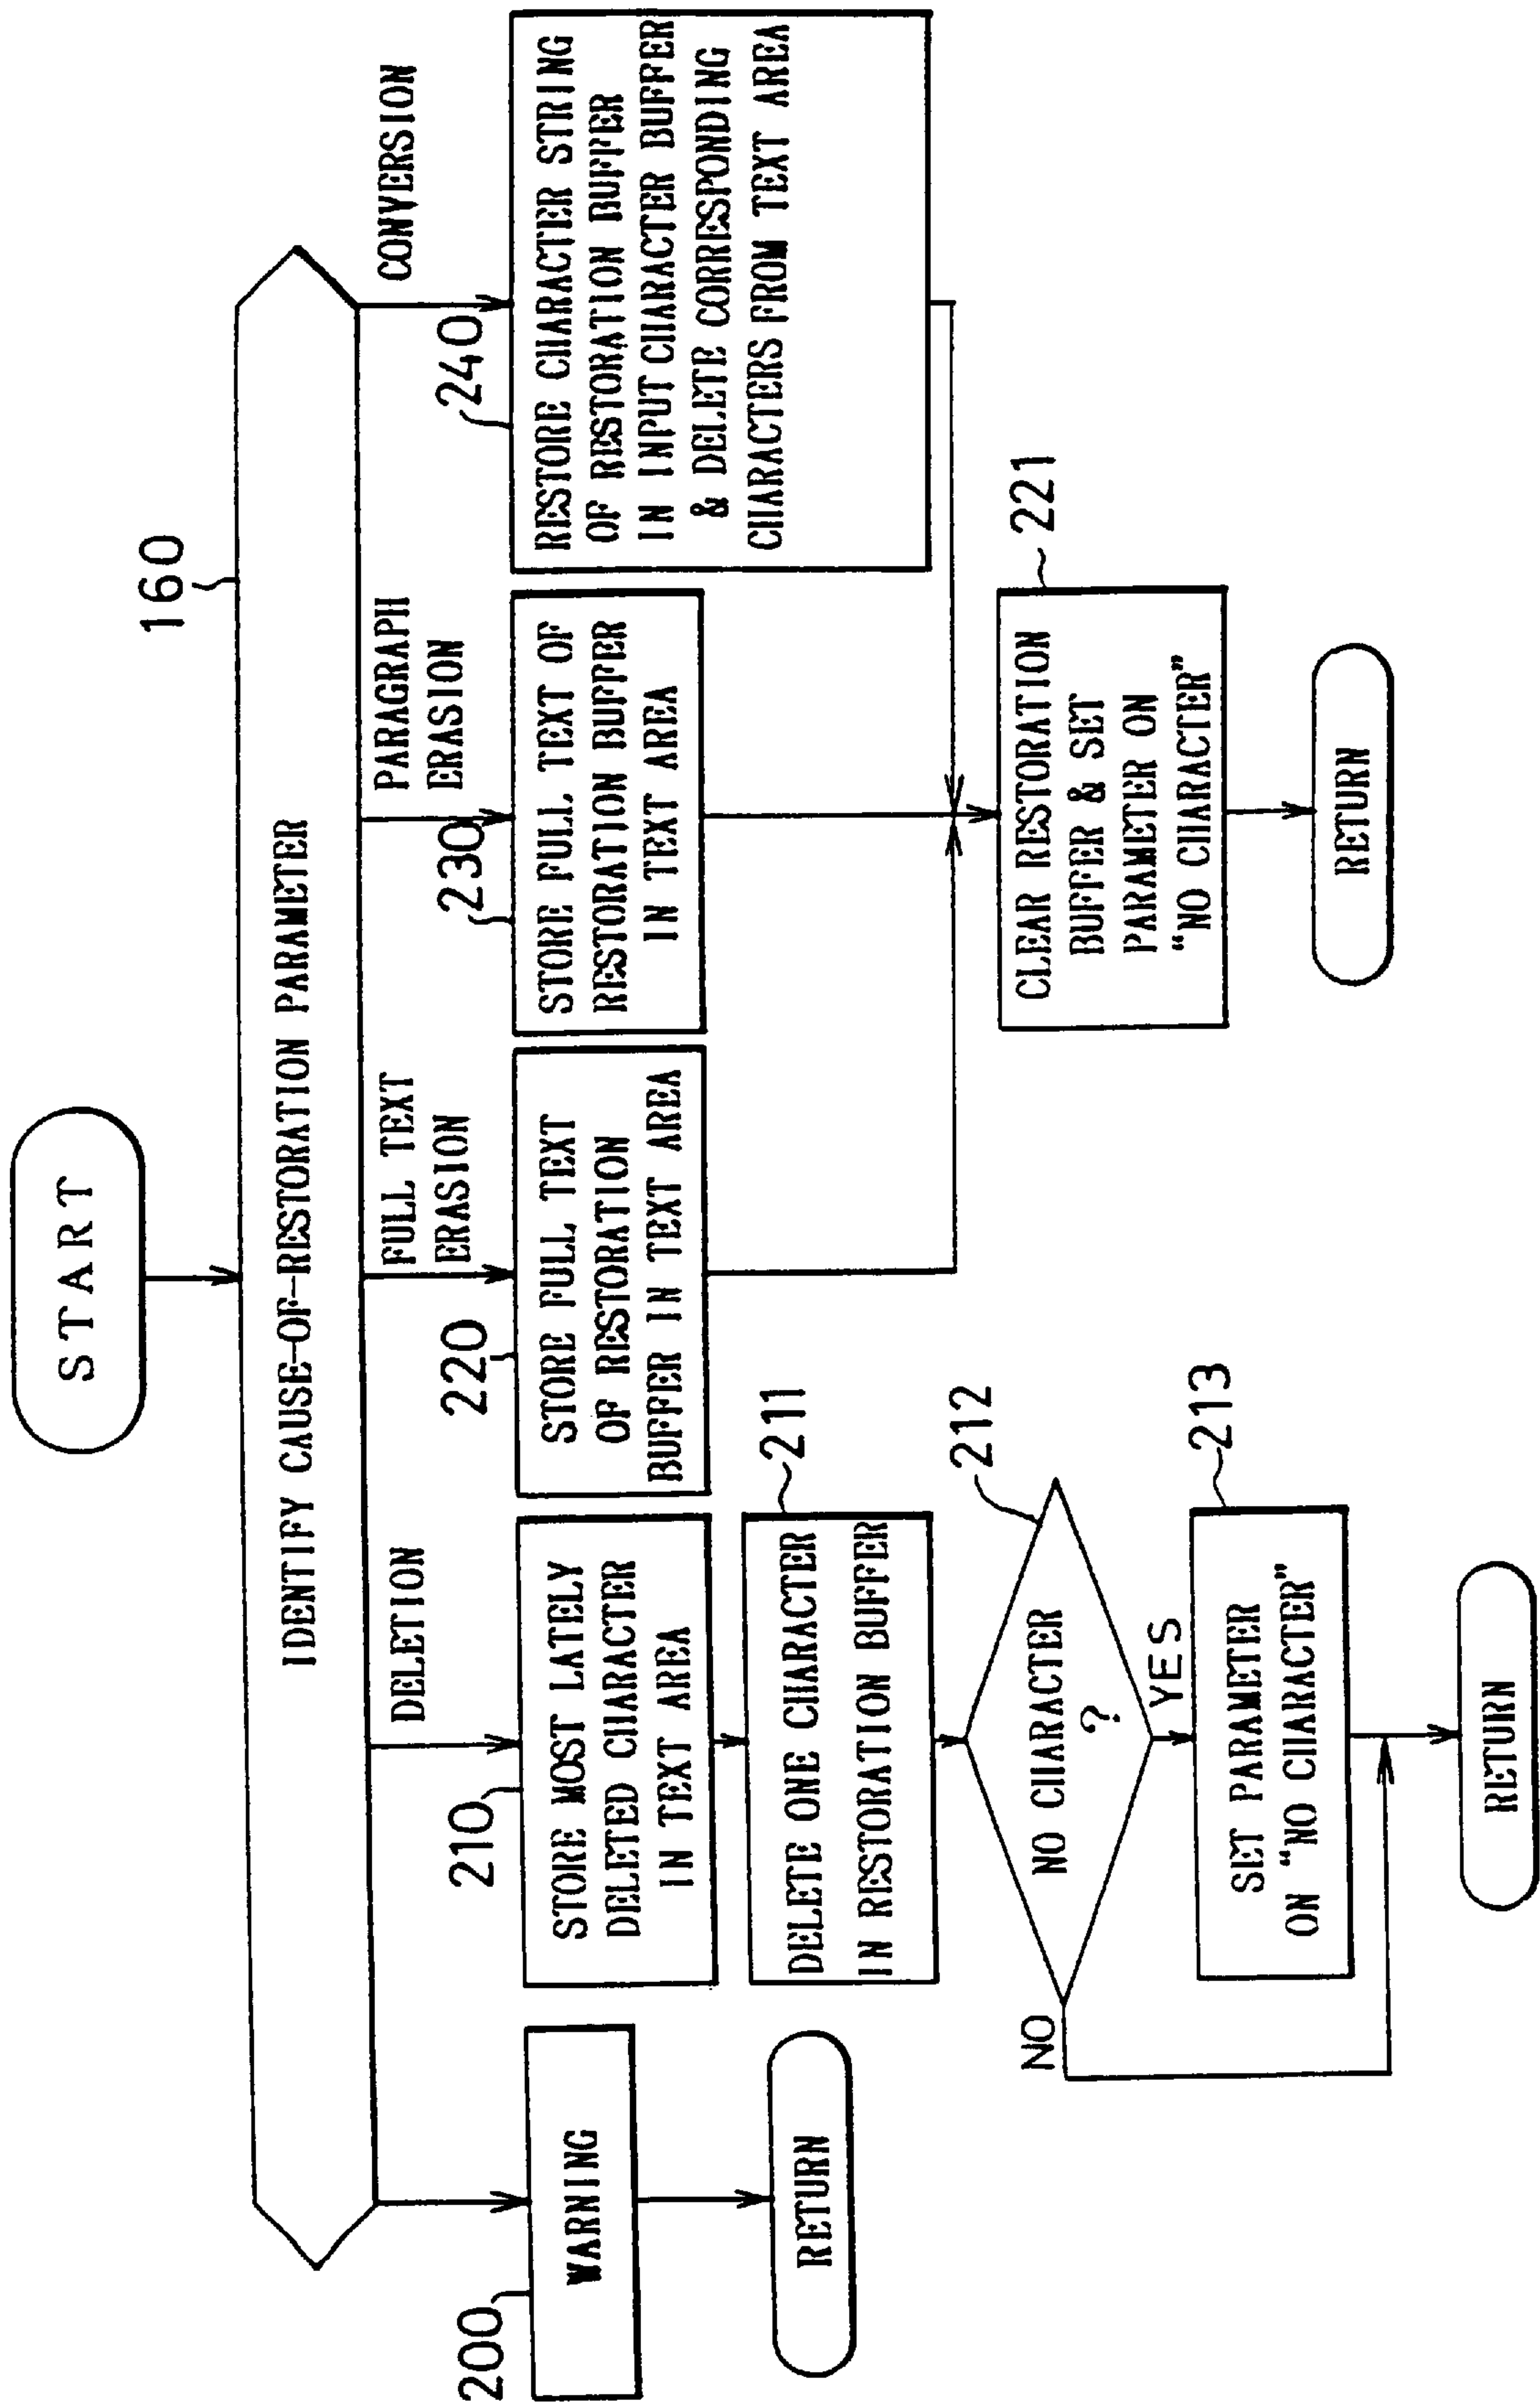 START
160
IDENTIFY CAUSE-OF-RESTORATION PARAMETER
200
WARNING
RETURN
DELETION
210
STORE MOST LATELY
DELETED CHARACTER
IN TEXT AREA
211
DELETE ONE CHARACTER
IN RESTORATION BUFFER
212
NO CHARACTER
?
NO
YES
213
SET PARAMETER
ON "NO CHARACTER"
RETURN
FULL TEXT
ERASION
220
STORE FULL TEXT
OF RESTORATION
BUFFER IN TEXT AREA
PARAGRAPH
ERASION
230
STORE FULL TEXT OF
RESTORATION BUFFER
IN TEXT AREA
CONVERSION
240
RESTORE CHARACTER STRING
OF RESTORATION BUFFER
IN INPUT CHARACTER BUFFER
& DELETE CORRESPONDING
CHARACTERS FROM TEXT AREA
221
CLEAR RESTORATION
BUFFER & SET
PARAMETER ON
"NO CHARACTER"
RETURN